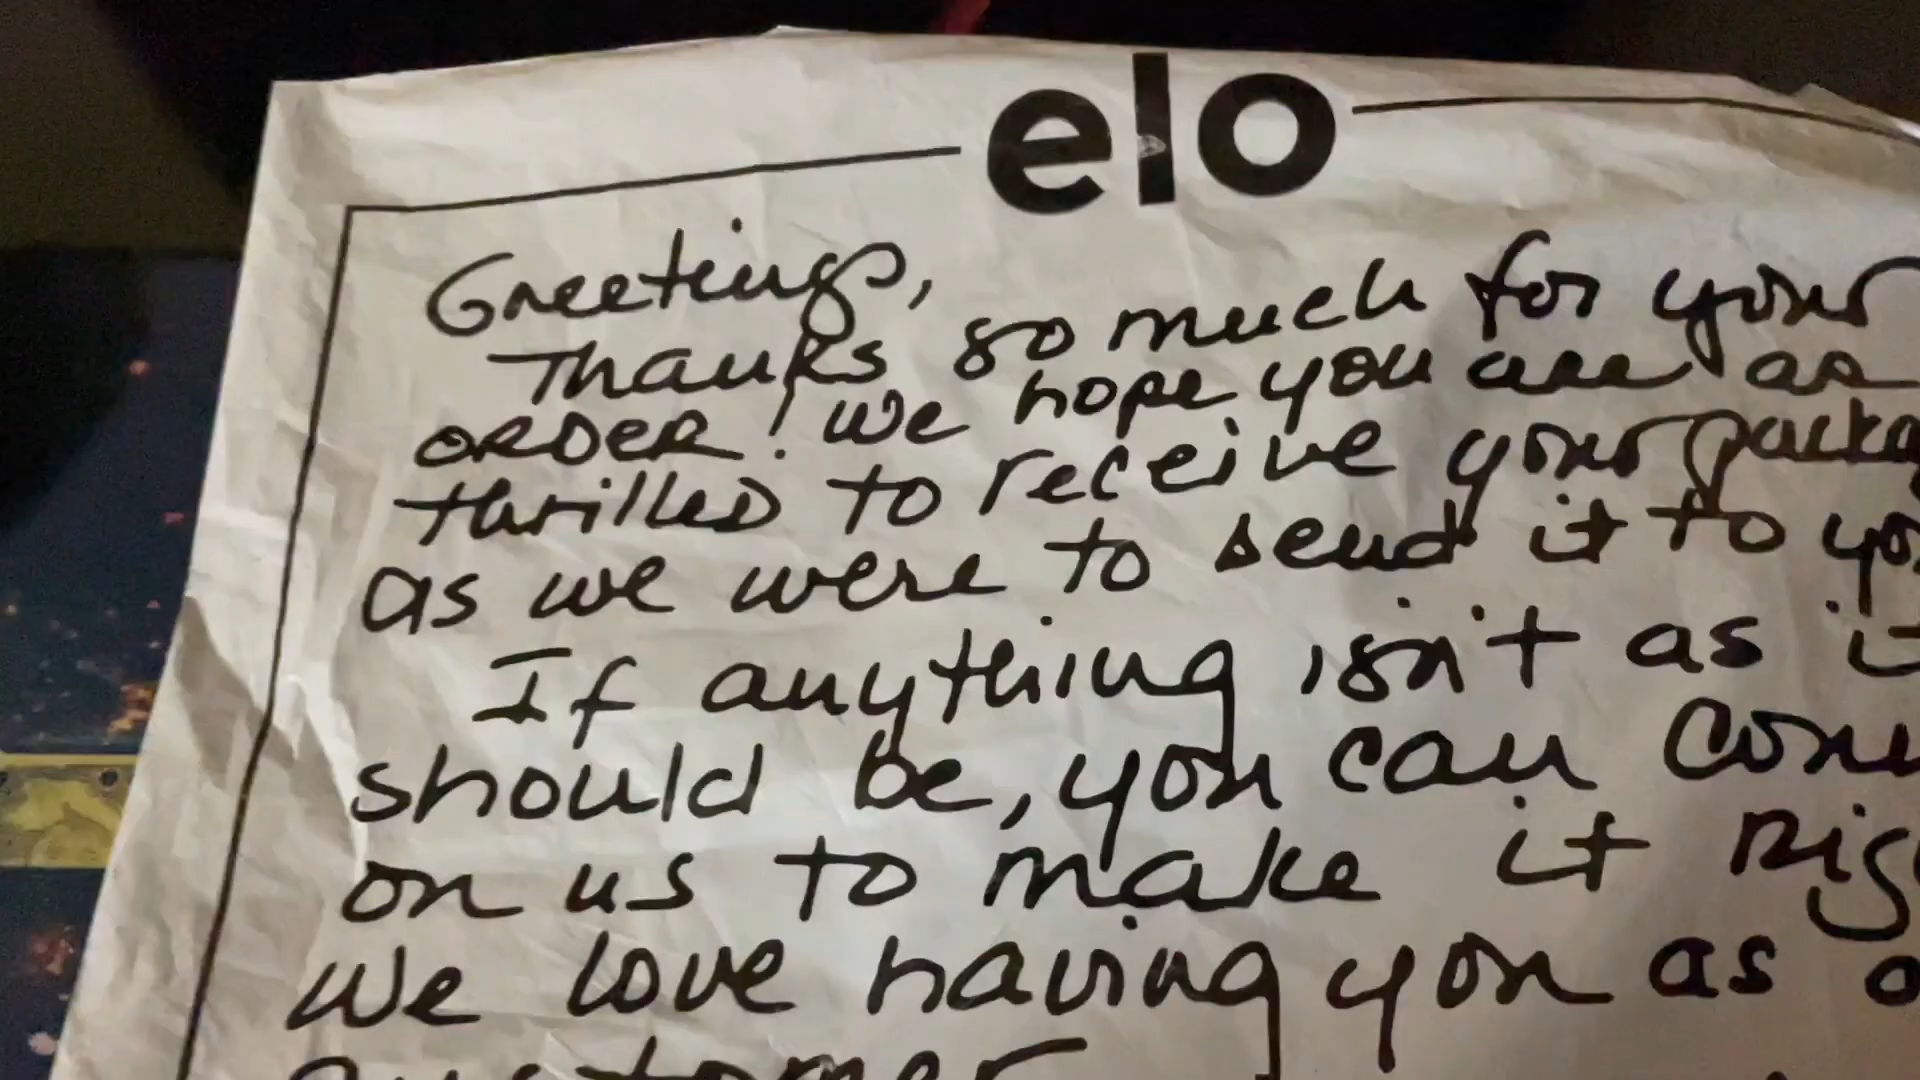 elo
Greetings,
Thanks so much for your
ORDER! We hope you are as
thrilled to receive your
as we were to send it to
If anything isn't as
should be, you can
on us to make it
We love having you as